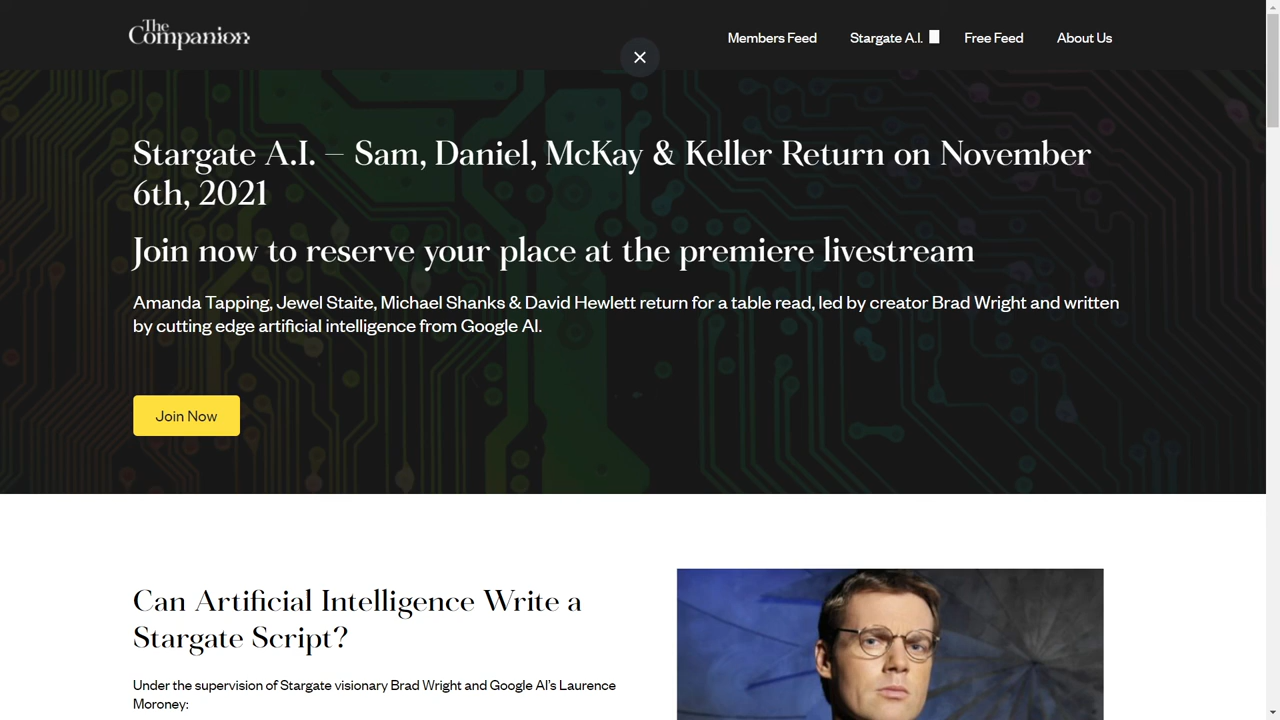 The
Companion
Members Feed
Stargate A.I.
Free Feed
About Us
Stargate A.I. – Sam, Daniel, McKay & Keller Return on November
6th, 2021
Join now to reserve your place at the premiere livestream
Amanda Tapping, Jewel Staite, Michael Shanks & David Hewlett return for a table read, led by creator Brad Wright and written
by cutting edge artificial intelligence from Google AI.
Join Now
Can Artificial Intelligence Write a
Stargate Script?
Under the supervision of Stargate visionary Brad Wright and Google AI's Laurence
Moroney: